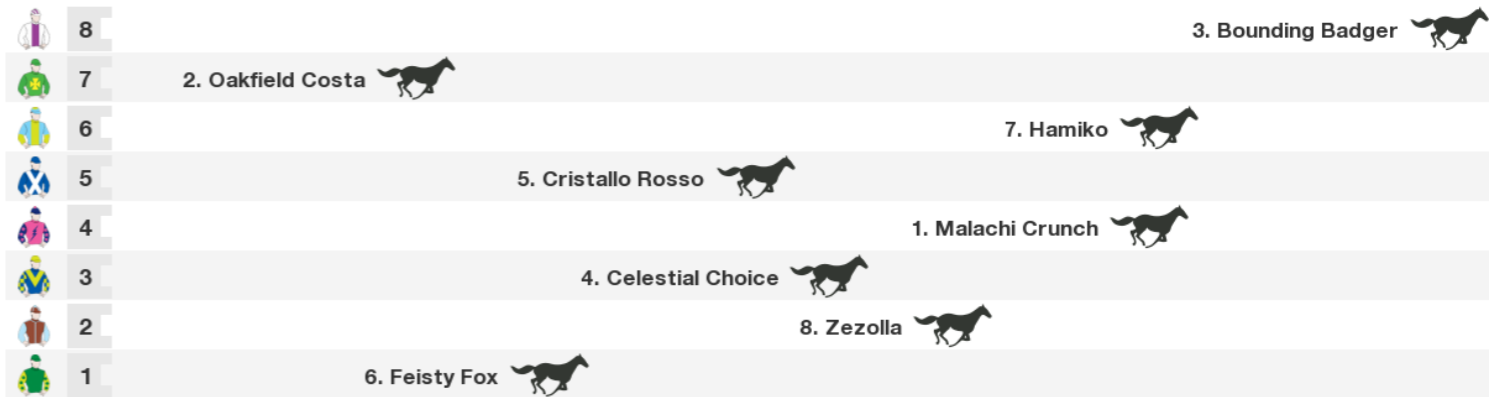 8 3. Bounding Badger
7 2. Oakfield Costa
6 7. Hamiko
5 5. Cristallo Rosso
4 1. Malachi Crunch
3 4. Celestial Choice
2 8. Zezolla
1 6. Feisty Fox